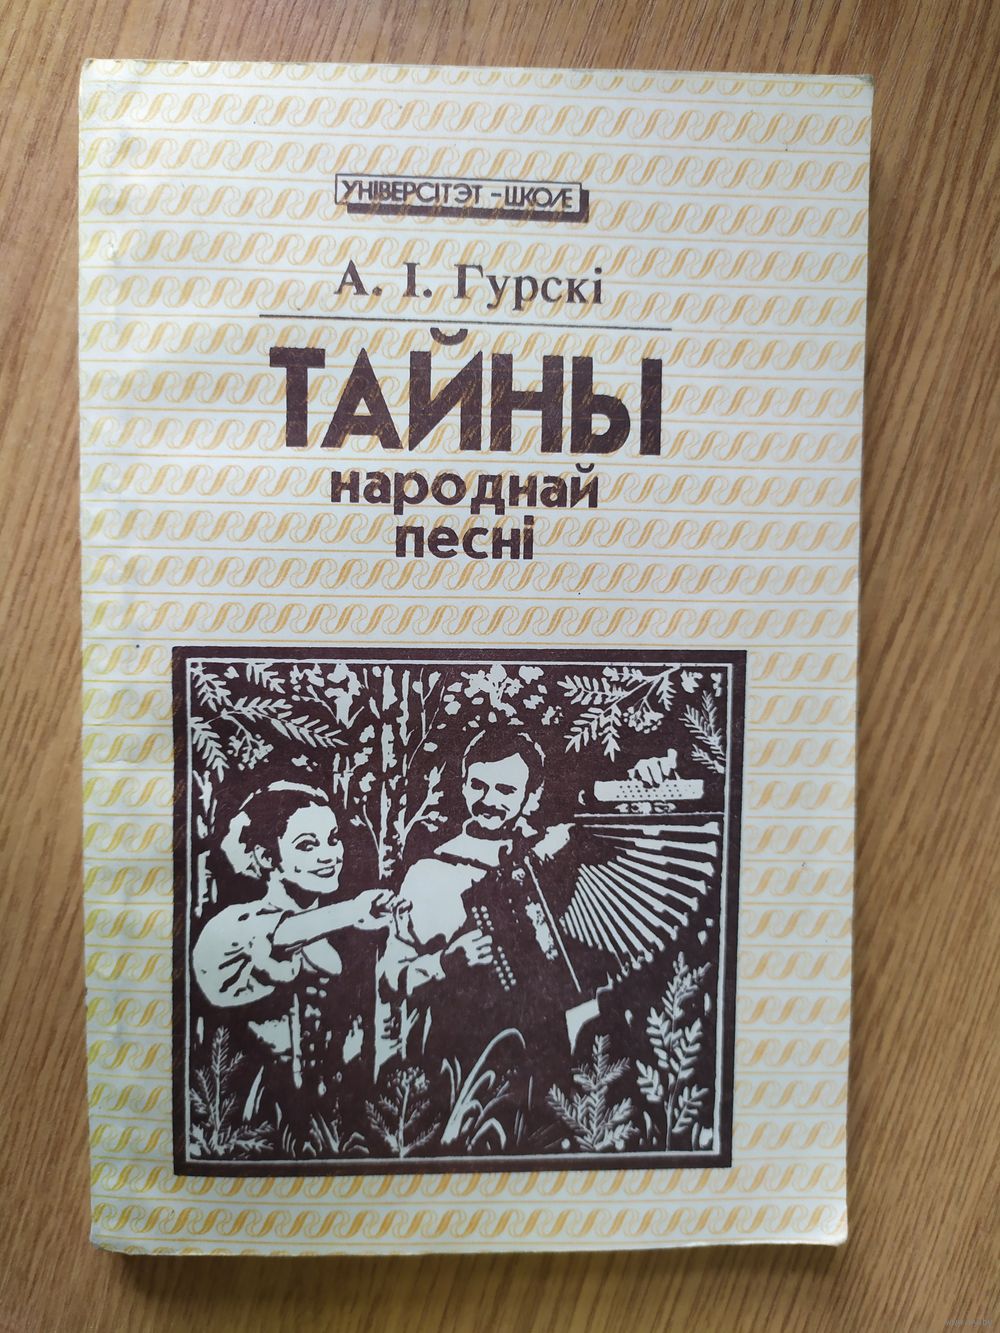 УНІВЕРСІТЭТ - ШКОЛЕ
А. І. Гурскі
ТАЙНЫ
народнай
песні